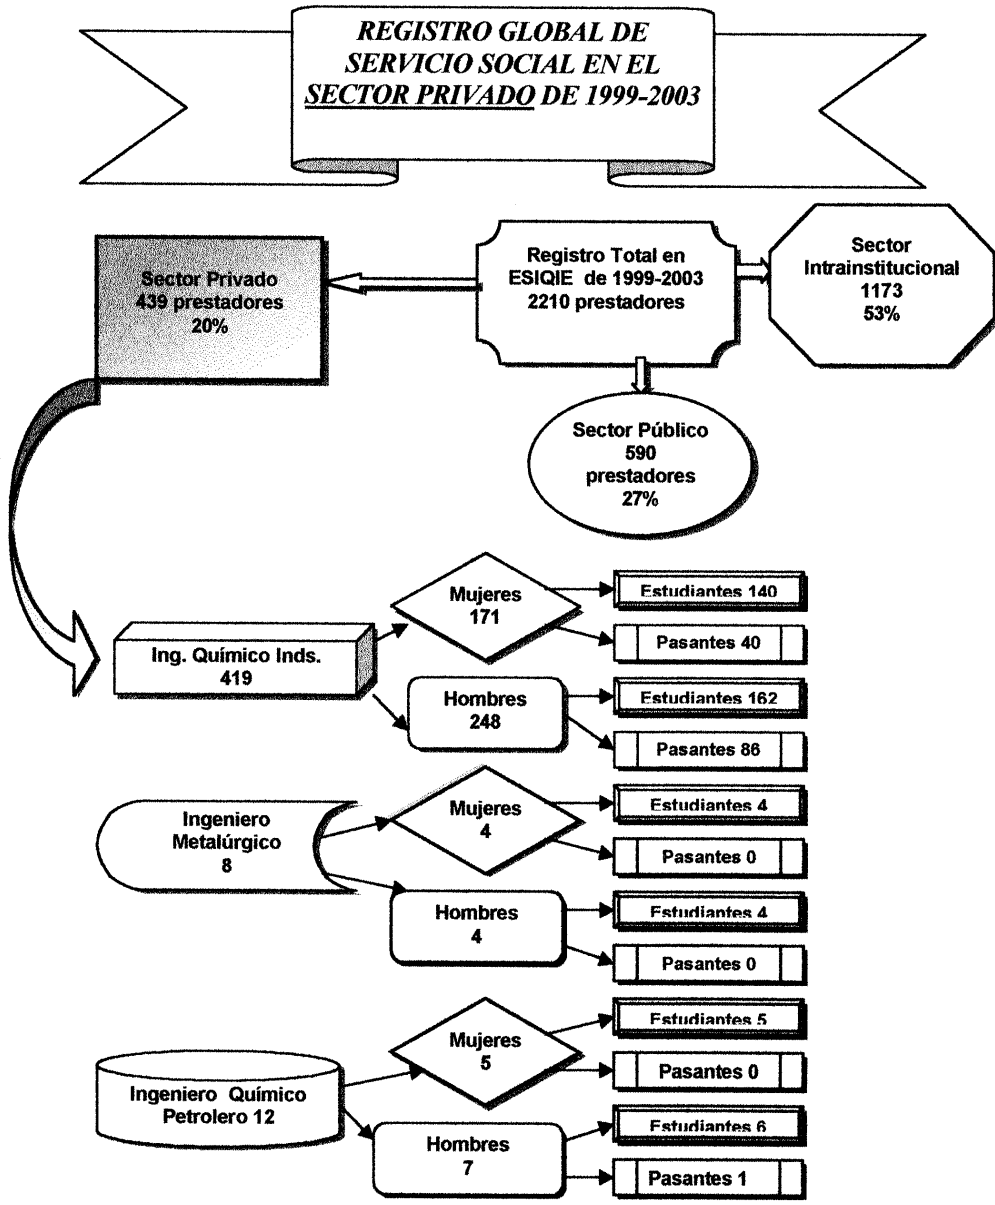 REGISTRO GLOBAL DE
SERVICIO SOCIAL EN EL
SECTOR PRIVADO DE 1999-2003
Sector Privado
439 prestadores
20%
Registro Total en
ESIQIE de 1999-2003
2210 prestadores
Sector
Intrainstitucional
1173
53%
Sector Público
590
prestadores
27%
Ing. Químico Inds.
419
Mujeres
171
Estudiantes 140
Pasantes 40
Hombres
248
Estudiantes 162
Pasantes 86
Ingeniero
Metalúrgico
8
Mujeres
4
Estudiantes 4
Pasantes 0
Hombres
4
Estudiantes 4
Pasantes 0
Ingeniero Químico
Petrolero 12
Mujeres
5
Estudiantes 5
Pasantes 0
Hombres
7
Estudiantes 6
Pasantes 1